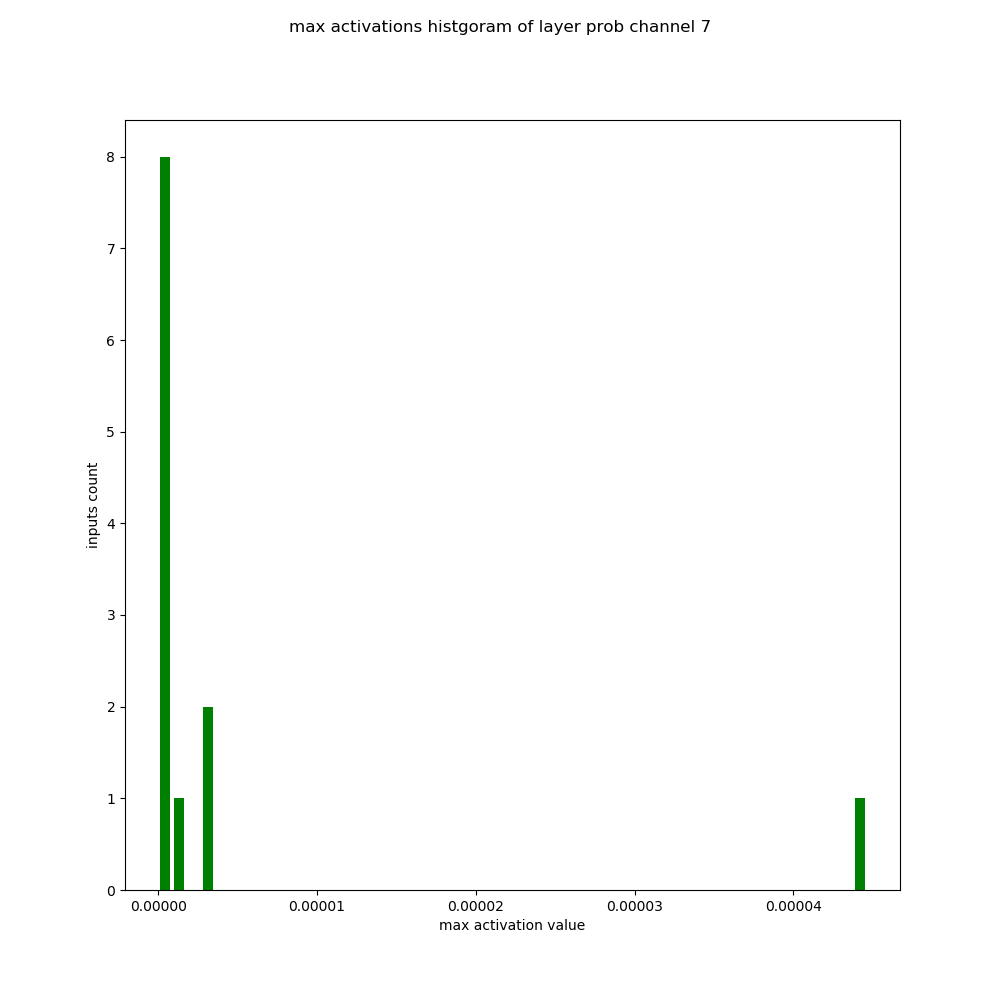 max activations histgoram of layer prob channel 7
8
7
6
5
4
3
2
1
0
inputs count
0.00000 0.00001 0.00002 0.00003 0.00004
max activation value